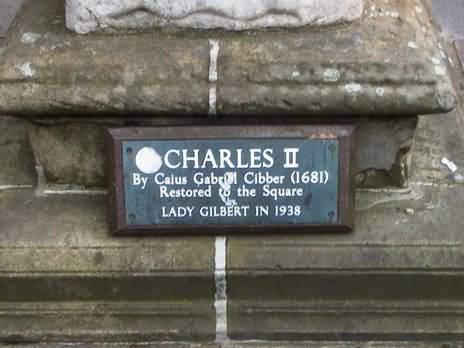 CHARLES II
By Caius Gabriel Cibber (1681)
Restored to the Square
by
LADY GILBERT IN 1938